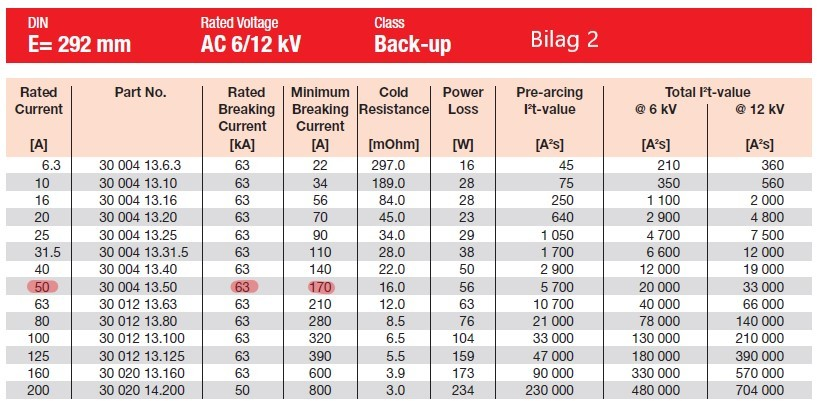 DIN Rated Voltage Class
E= 292 mm AC 6/12 kV Back-up Bilag 2
Rated Part No. Rated Minimum Cold Power Pre-arcing Total I²t-value
Current Breaking Breaking Resistance Loss I²t-value @ 6 kV @ 12 kV
Current Current
[A] [kA] [A] [mOhm] [W] [A²s] [A²s] [A²s]
6.3 30 004 13.6.3 63 22 297.0 16 45 210 360
10 30 004 13.10 63 34 189.0 28 75 350 560
16 30 004 13.16 63 56 84.0 28 250 1 100 2 000
20 30 004 13.20 63 70 45.0 23 640 2 900 4 800
25 30 004 13.25 63 90 34.0 29 1 050 4 700 7 500
31.5 30 004 13.31.5 63 110 28.0 38 1 700 6 600 12 000
40 30 004 13.40 63 140 22.0 50 2 900 12 000 19 000
50 30 004 13.50 63 170 16.0 56 5 700 20 000 33 000
63 30 012 13.63 63 210 12.0 63 10 700 40 000 66 000
80 30 012 13.80 63 280 8.5 76 21 000 78 000 140 000
100 30 012 13.100 63 320 6.5 104 33 000 130 000 210 000
125 30 012 13.125 63 390 5.5 159 47 000 180 000 390 000
160 30 020 13.160 63 600 3.9 173 90 000 330 000 570 000
200 30 020 14.200 50 800 3.0 234 230 000 480 000 704 000